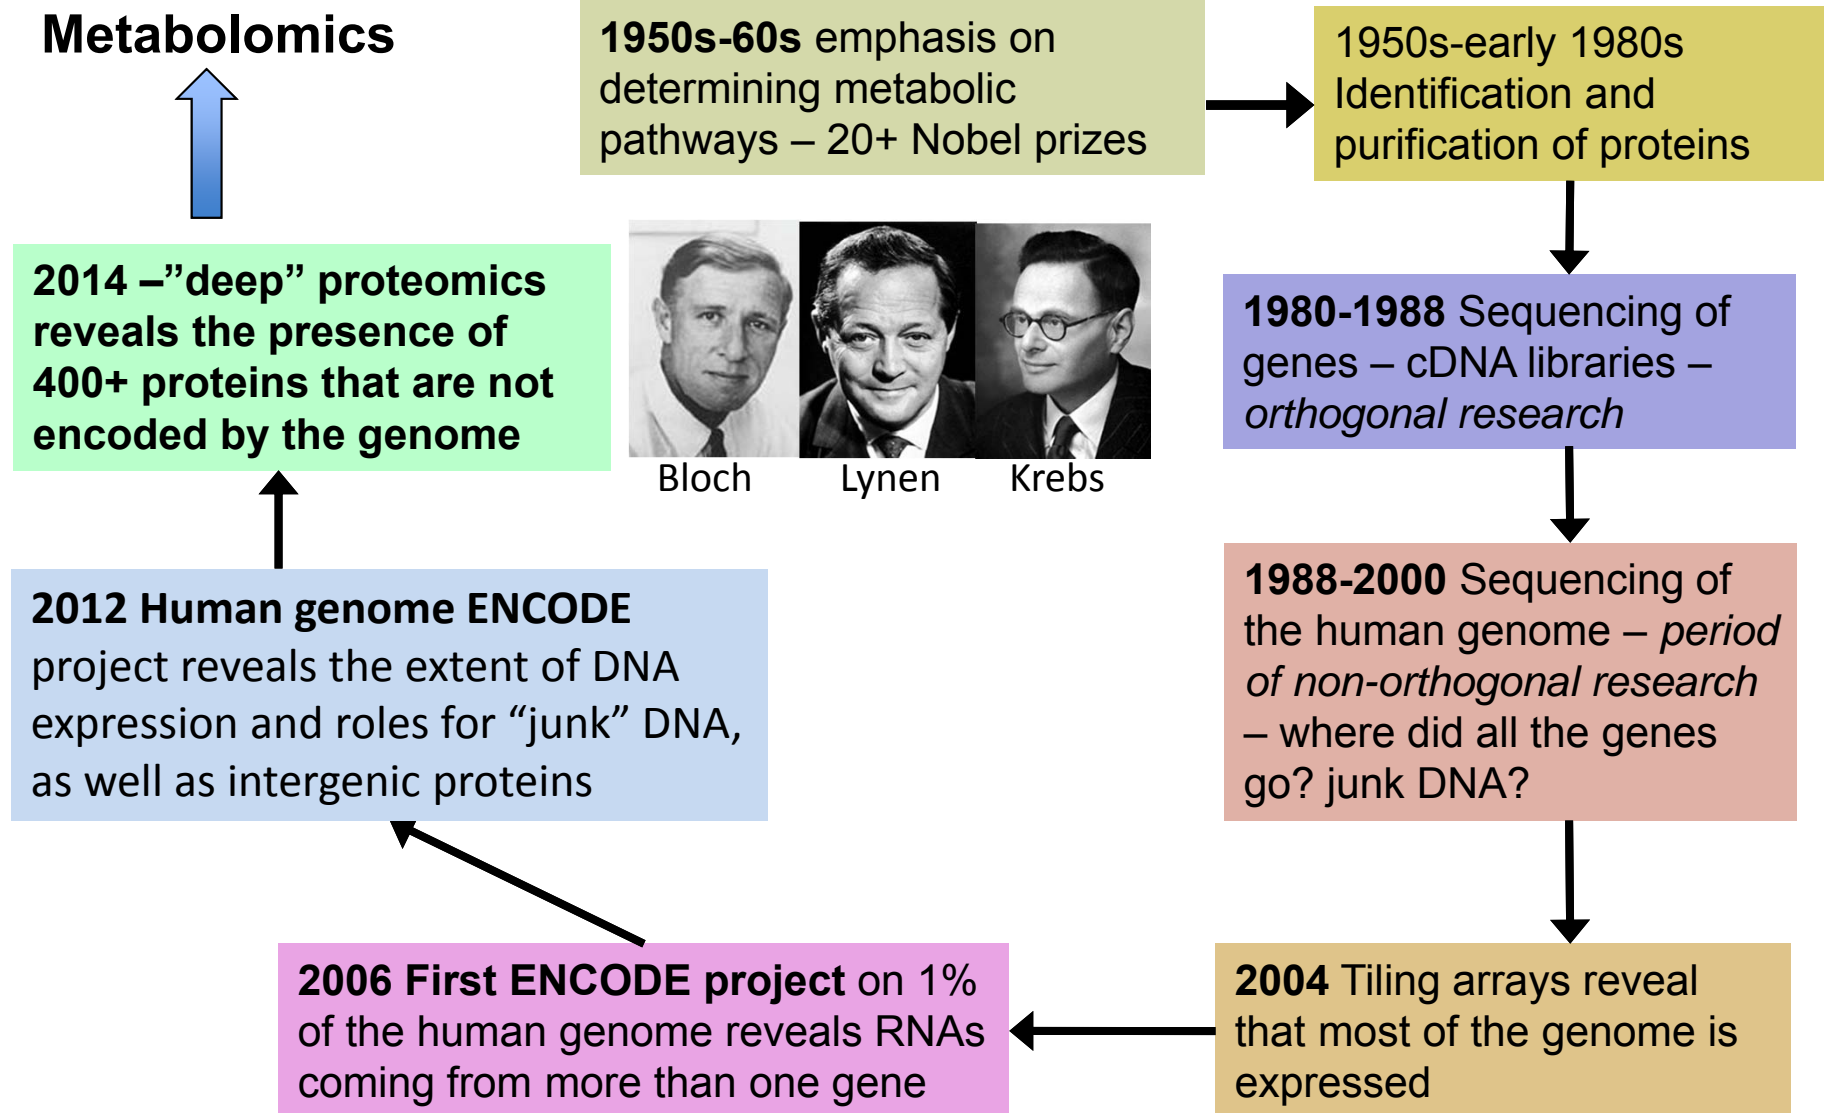 Metabolomics
1950s-60s emphasis on
determining metabolic
pathways – 20+ Nobel prizes
1950s-early 1980s
Identification and
purification of proteins
1980-1988 Sequencing of
genes – cDNA libraries –
orthogonal research
1988-2000 Sequencing of
the human genome – period
of non-orthogonal research
– where did all the genes
go? junk DNA?
2004 Tiling arrays reveal
that most of the genome is
expressed
2006 First ENCODE project on 1%
of the human genome reveals RNAs
coming from more than one gene
2012 Human genome ENCODE
project reveals the extent of DNA
expression and roles for “junk” DNA,
as well as intergenic proteins
2014 –”deep” proteomics
reveals the presence of
400+ proteins that are not
encoded by the genome
Bloch
Lynen
Krebs